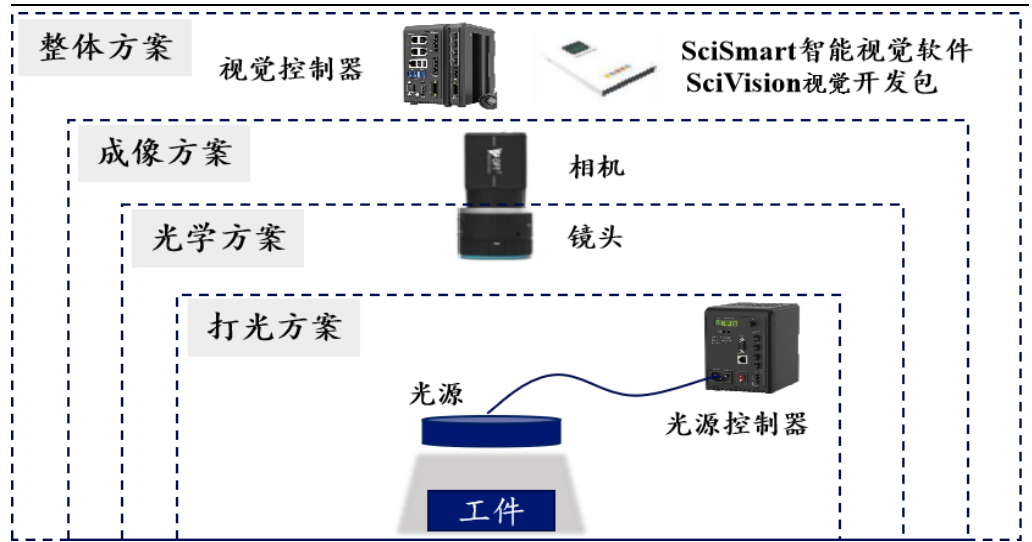 整体方案
视觉控制器
SciSmart智能视觉软件
SciVision视觉开发包
成像方案
相机
光学方案
镜头
打光方案
光源
光源控制器
工件